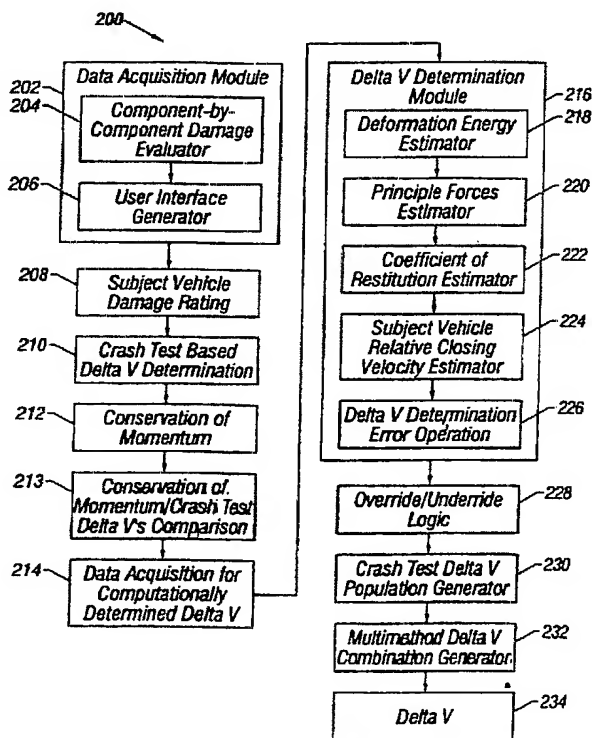 200
202
Data Acquisition Module
204
Component-by-
Component Damage
Evaluator
206
User Interface
Generator
208
Subject Vehicle
Damage Rating
210
Crash Test Based
Delta V Determination
212
Conservation of
Momentum
213
Conservation of
Momentum/Crash Test
Delta V's Comparison
214
Data Acquisition for
Computationally
Determined Delta V
Delta V Determination
Module
216
Deformation Energy
Estimator
218
Principle Forces
Estimator
220
Coefficient of
Restitution Estimator
222
Subject Vehicle
Relative Closing
Velocity Estimator
224
Delta V Determination
Error Operation
226
Override/Underride
Logic
228
Crash Test Delta V
Population Generator
230
Multimethod Delta V
Combination Generator
232
Delta V
234